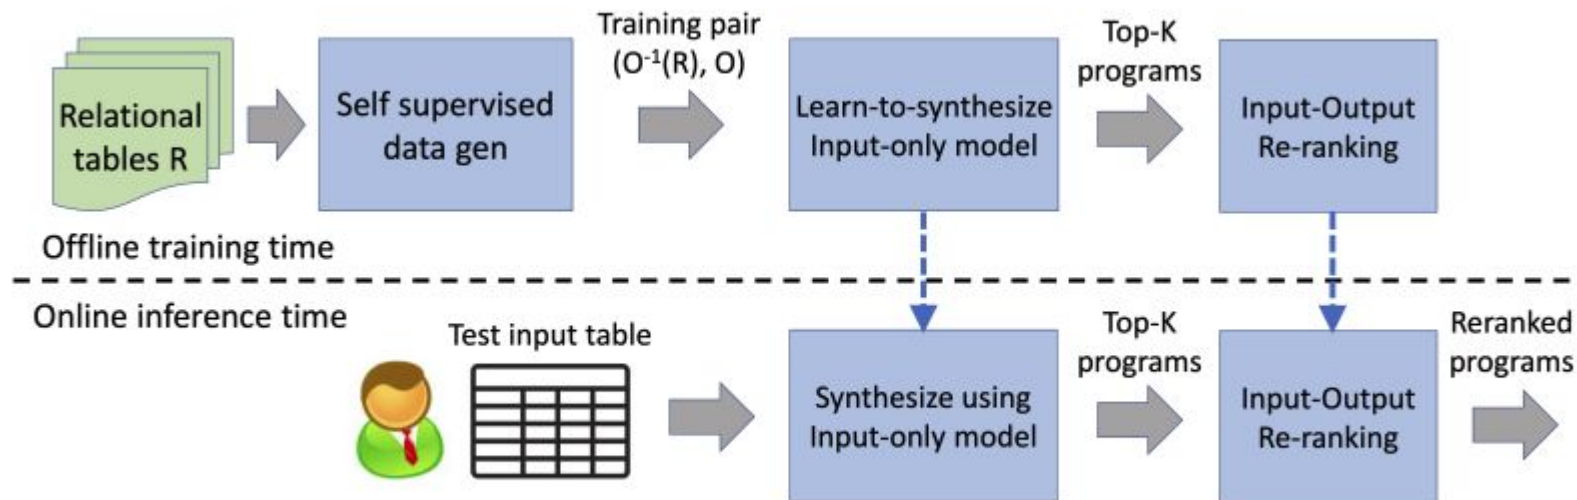 Relational
tables R
Self supervised
data gen
Training pair
(O⁻¹(R), O)
Learn-to-synthesize
Input-only model
Top-K
programs
Input-Output
Re-ranking
Offline training time
Online inference time
Test input table
Synthesize using
Input-only model
Top-K
programs
Input-Output
Re-ranking
Reranked
programs